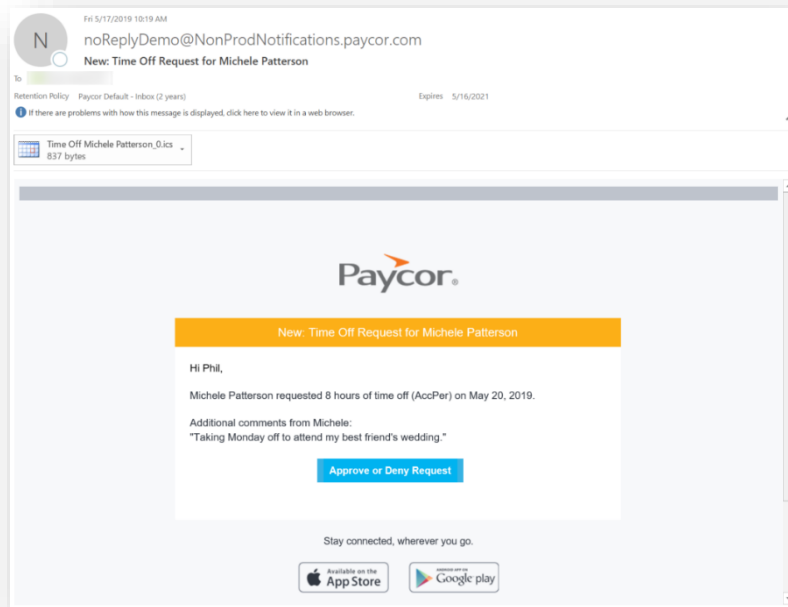 Fri 5/17/2019 10:19 AM
N
noReplyDemo@NonProdNotifications.paycor.com
New: Time Off Request for Michele Patterson
To
Retention Policy Paycor Default - Inbox (2 years) Expires 5/16/2021
If there are problems with how this message is displayed, click here to view it in a web browser.
Time Off Michele Patterson_0.ics
837 bytes
Paycor®
New: Time Off Request for Michele Patterson
Hi Phil,
Michele Patterson requested 8 hours of time off (AccPer) on May 20, 2019.
Additional comments from Michele:
"Taking Monday off to attend my best friend's wedding."
Approve or Deny Request
Stay connected, wherever you go.
Available on the
App Store
ANDROID APP ON
Google play